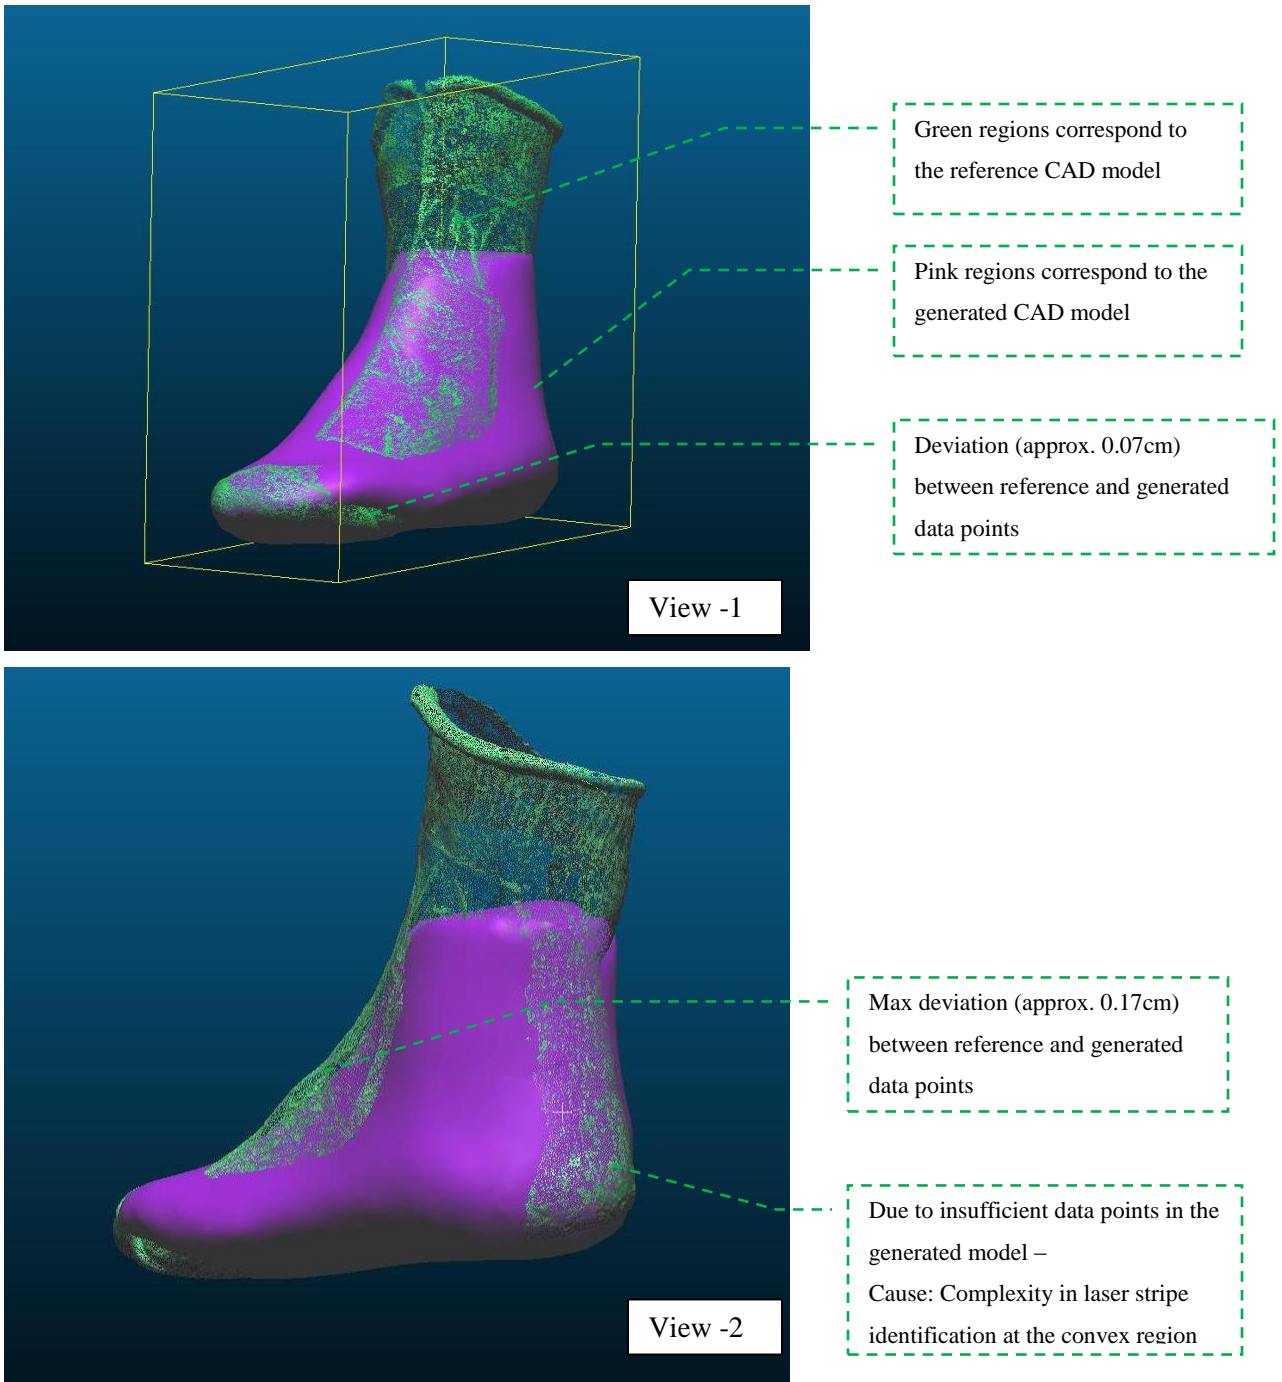 Green regions correspond to
the reference CAD model
Pink regions correspond to the
generated CAD model
Deviation (approx. 0.07cm)
between reference and generated
data points
View -1
Max deviation (approx. 0.17cm)
between reference and generated
data points
Due to insufficient data points in the
generated model –
Cause: Complexity in laser stripe
identification at the convex region
View -2